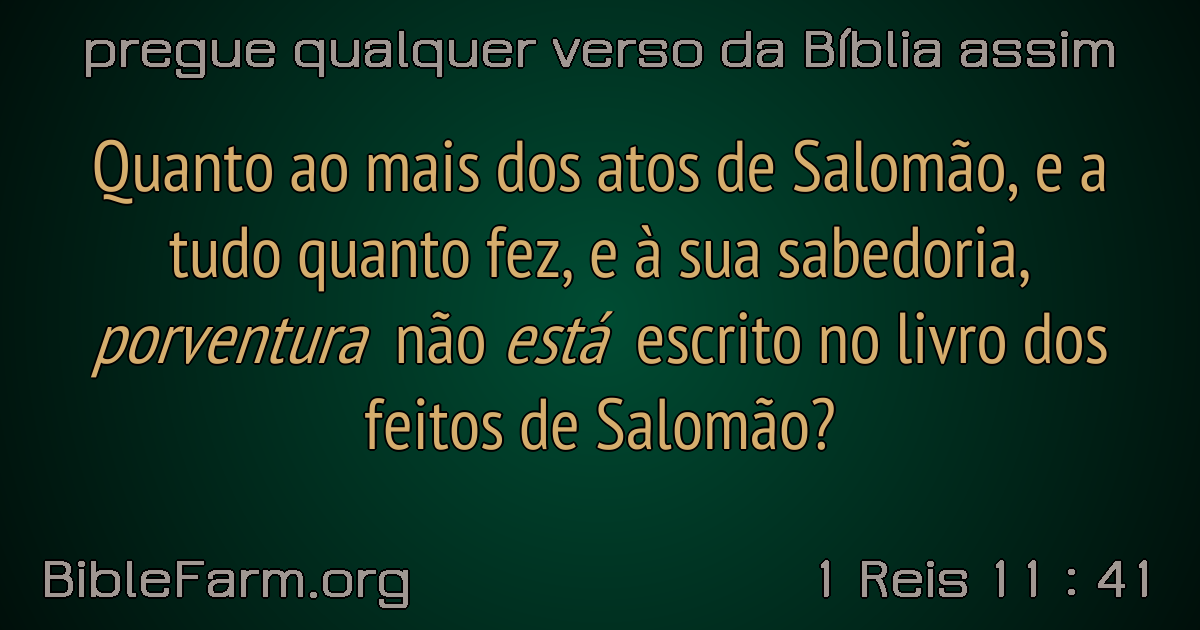 pregue qualquer verso da Bíblia assim
Quanto ao mais dos atos de Salomão, e a
tudo quanto fez, e à sua sabedoria,
porventura não está escrito no livro dos
feitos de Salomão?
BibleFarm.org
1 Reis 11 : 41